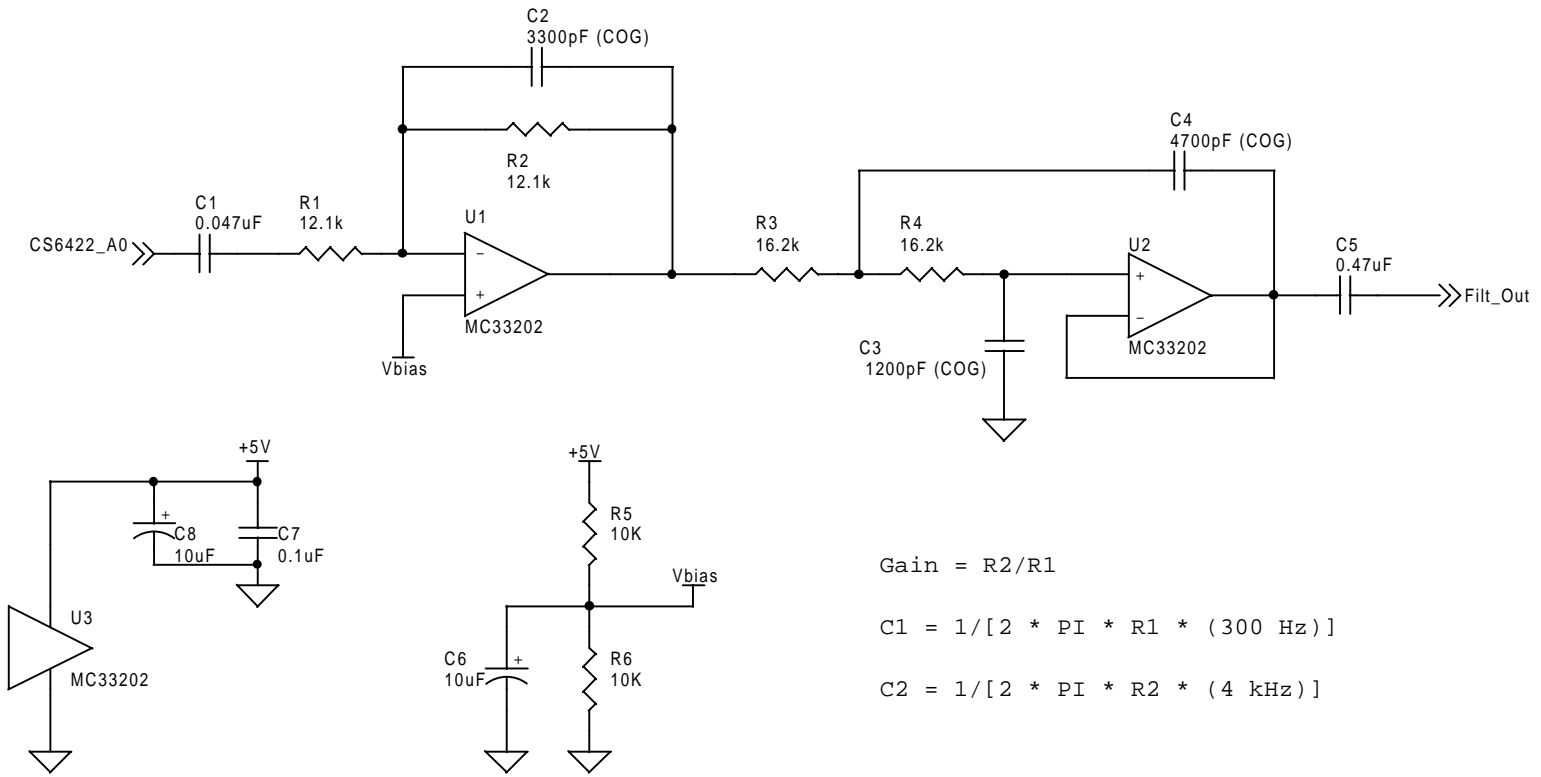 C2
3300pF (COG)
R2
12.1k
C1
0.047uF
R1
12.1k
CS6422_A0
U1
−
+
MC33202
Vbias
R3
16.2k
R4
16.2k
C4
4700pF (COG)
U2
+
−
MC33202
C3
1200pF (COG)
C5
0.47uF
Filt_Out
+5V
+
C8
10uF
C7
0.1uF
U3
MC33202
+5V
R5
10K
Vbias
C6
10uF
+
R6
10K
Gain = R2/R1
C1 = 1/[2 * PI * R1 * (300 Hz)]
C2 = 1/[2 * PI * R2 * (4 kHz)]